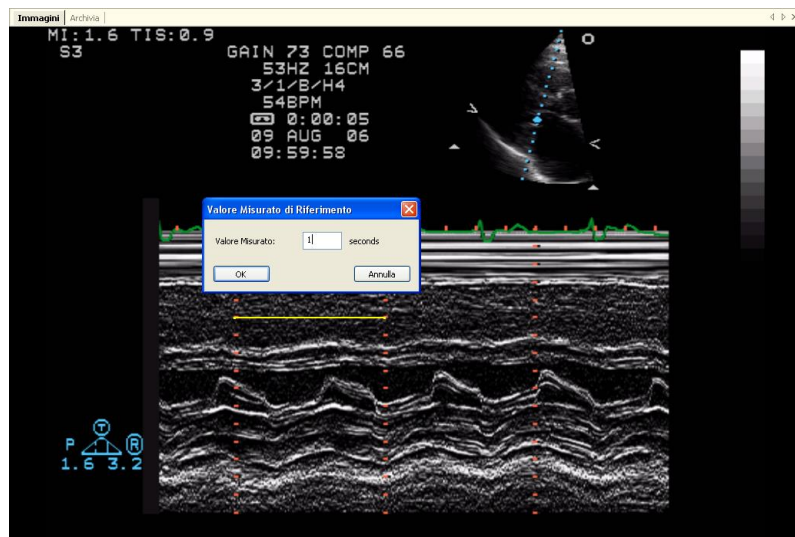 Immagini Archivia
MI:1.6 TIS:0.9
S3
GAIN 73 COMP 66
53HZ 16CM
3/1/B/H4
54BPM
0:00:05
09 AUG 06
09:59:58
Valore Misurato di Riferimento
Valore Misurato: 1 seconds
OK Annulla
T
P R
1.6 3.2